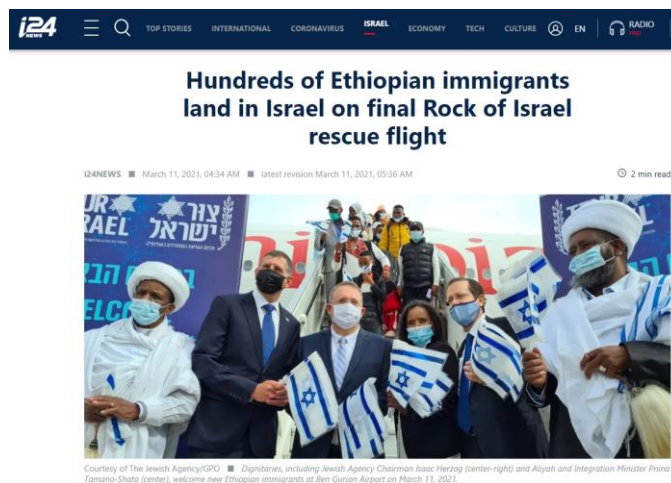 i24
NEWS
TOP STORIES INTERNATIONAL CORONAVIRUS ISRAEL ECONOMY TECH CULTURE EN RADIO
FREE
Hundreds of Ethiopian immigrants
land in Israel on final Rock of Israel
rescue flight
I24NEWS ■ March 11, 2021, 04:34 AM ■ latest revision March 11, 2021, 05:36 AM 2 min read
RAEL
צור
ישראל
WELCO
Courtesy of The Jewish Agency/GPO ■ Dignitaries, including Jewish Agency Chairman Isaac Herzog (center-right) and Aliyah and Integration Minister Pnina
Tamano-Shata (center), welcome new Ethiopian immigrants at Ben Gurion Airport on March 11, 2021.